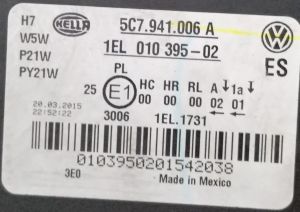 H7
W5W
P21W
PY21W
HELLA
5C7.941.006 A
1EL 010 395-02
ES
PL
25 E1 HC HR RL A↓ 1a↓
00 00 00 02 01
← ←
3006 1EL.1731
20.03.2015
22:52:22
0103950201542038
3E0 Made in Mexico